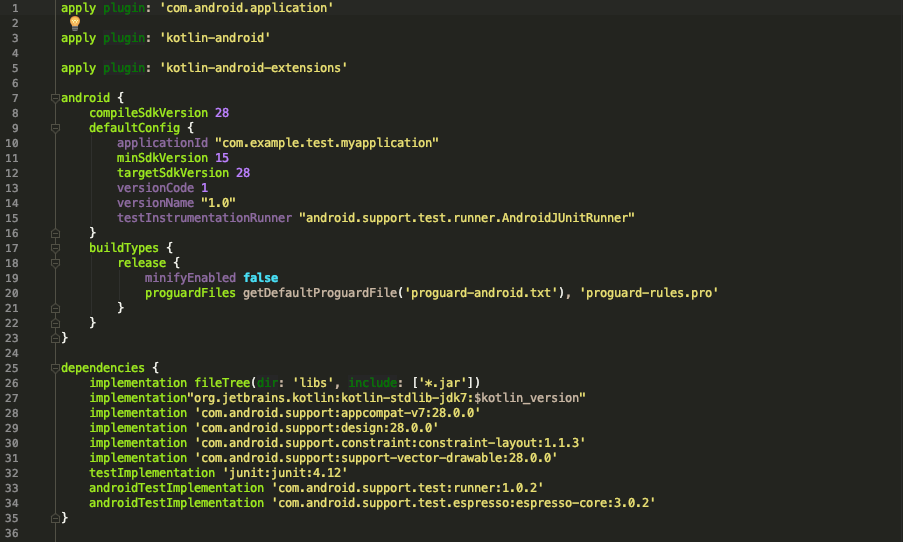 1 apply plugin: 'com.android.application'
2
3 apply plugin: 'kotlin-android'
4
5 apply plugin: 'kotlin-android-extensions'
6
7 android {
8     compileSdkVersion 28
9     defaultConfig {
10         applicationId "com.example.test.myapplication"
11         minSdkVersion 15
12         targetSdkVersion 28
13         versionCode 1
14         versionName "1.0"
15         testInstrumentationRunner "android.support.test.runner.AndroidJUnitRunner"
16     }
17     buildTypes {
18         release {
19             minifyEnabled false
20             proguardFiles getDefaultProguardFile('proguard-android.txt'), 'proguard-rules.pro'
21         }
22     }
23 }
24
25 dependencies {
26     implementation fileTree(dir: 'libs', include: ['*.jar'])
27     implementation"org.jetbrains.kotlin:kotlin-stdlib-jdk7:$kotlin_version"
28     implementation 'com.android.support:appcompat-v7:28.0.0'
29     implementation 'com.android.support:design:28.0.0'
30     implementation 'com.android.support.constraint:constraint-layout:1.1.3'
31     implementation 'com.android.support:support-vector-drawable:28.0.0'
32     testImplementation 'junit:junit:4.12'
33     androidTestImplementation 'com.android.support.test:runner:1.0.2'
34     androidTestImplementation 'com.android.support.test.espresso:espresso-core:3.0.2'
35 }
36